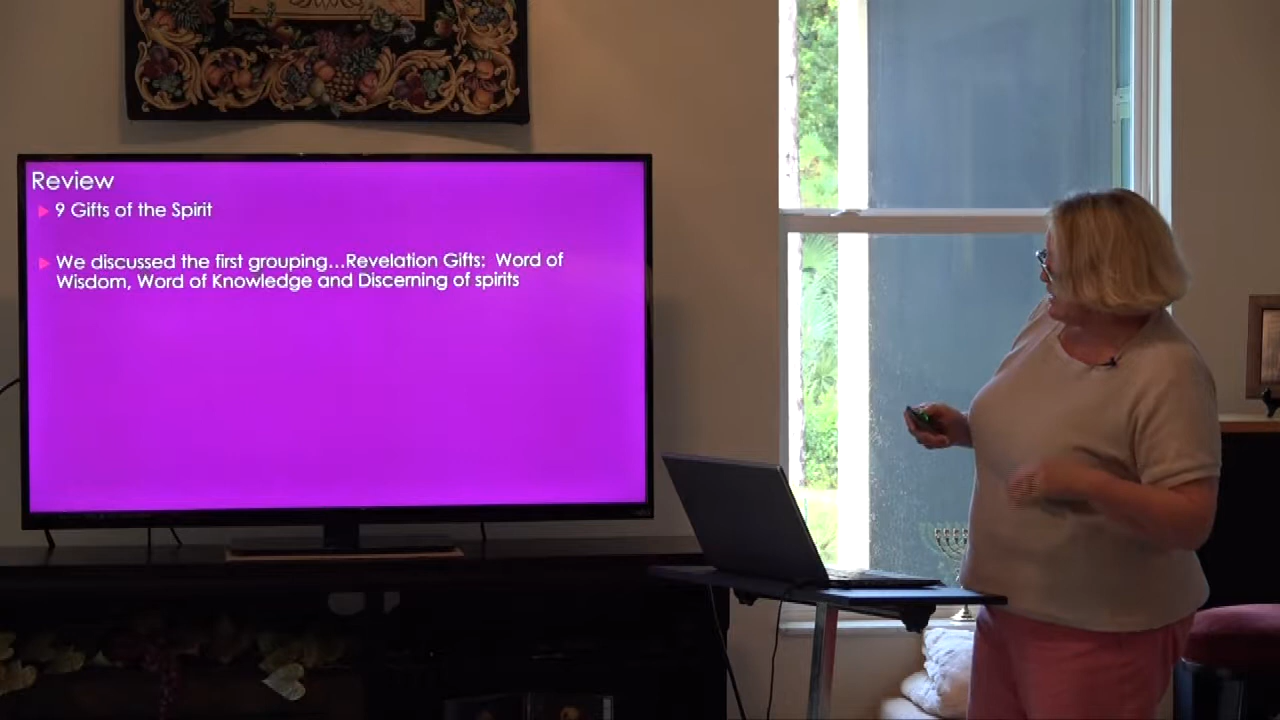 Review
9 Gifts of the Spirit
We discussed the first grouping...Revelation Gifts: Word of
Wisdom, Word of Knowledge and Discerning of spirits